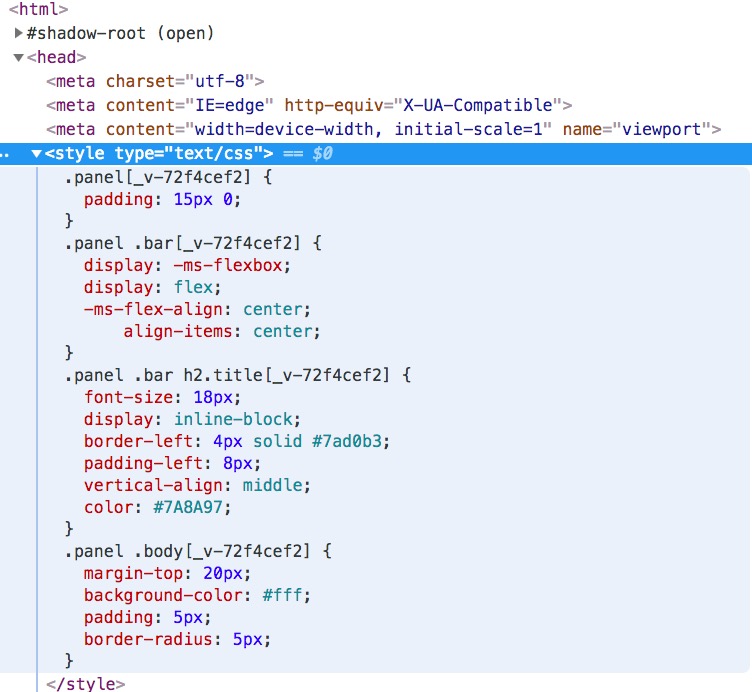 <html>
▶#shadow-root (open)
▼<head>
<meta charset="utf-8">
<meta content="IE=edge" http-equiv="X-UA-Compatible">
<meta content="width=device-width, initial-scale=1" name="viewport">
..  ▼<style type="text/css"> == $0
.panel[_v-72f4cef2] {
  padding: 15px 0;
}
.panel .bar[_v-72f4cef2] {
  display: -ms-flexbox;
  display: flex;
  -ms-flex-align: center;
      align-items: center;
}
.panel .bar h2.title[_v-72f4cef2] {
  font-size: 18px;
  display: inline-block;
  border-left: 4px solid #7ad0b3;
  padding-left: 8px;
  vertical-align: middle;
  color: #7A8A97;
}
.panel .body[_v-72f4cef2] {
  margin-top: 20px;
  background-color: #fff;
  padding: 5px;
  border-radius: 5px;
}
</style>